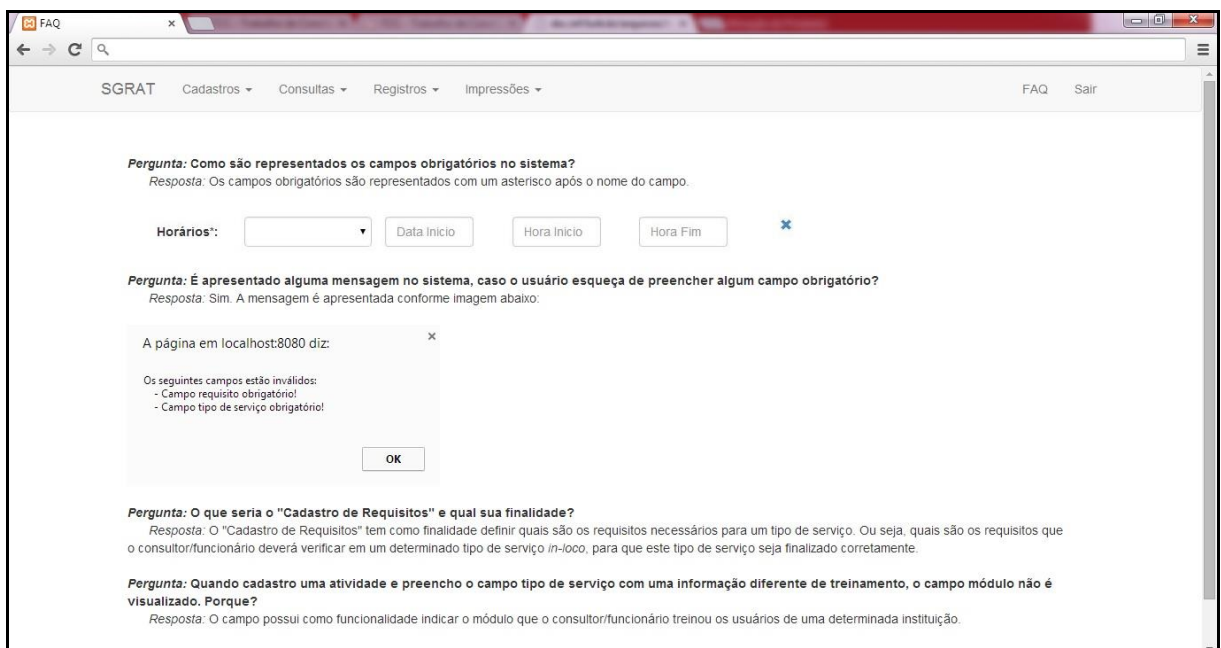 FAQ
SGRAT Cadastros Consultas Registros Impressões FAQ Sair
Pergunta: Como são representados os campos obrigatórios no sistema?
Resposta: Os campos obrigatórios são representados com um asterisco após o nome do campo.
Horários*: Data Inicio Hora Inicio Hora Fim
Pergunta: É apresentado alguma mensagem no sistema, caso o usuário esqueça de preencher algum campo obrigatório?
Resposta: Sim. A mensagem é apresentada conforme imagem abaixo:
A página em localhost:8080 diz:
Os seguintes campos estão inválidos:
- Campo requisito obrigatório!
- Campo tipo de serviço obrigatório!
OK
Pergunta: O que seria o "Cadastro de Requisitos" e qual sua finalidade?
Resposta: O "Cadastro de Requisitos" tem como finalidade definir quais são os requisitos necessários para um tipo de serviço. Ou seja, quais são os requisitos que
o consultor/funcionário deverá verificar em um determinado tipo de serviço in-loco, para que este tipo de serviço seja finalizado corretamente.
Pergunta: Quando cadastro uma atividade e preencho o campo tipo de serviço com uma informação diferente de treinamento, o campo módulo não é
visualizado. Porque?
Resposta: O campo possui como funcionalidade indicar o módulo que o consultor/funcionário treinou os usuários de uma determinada instituição.